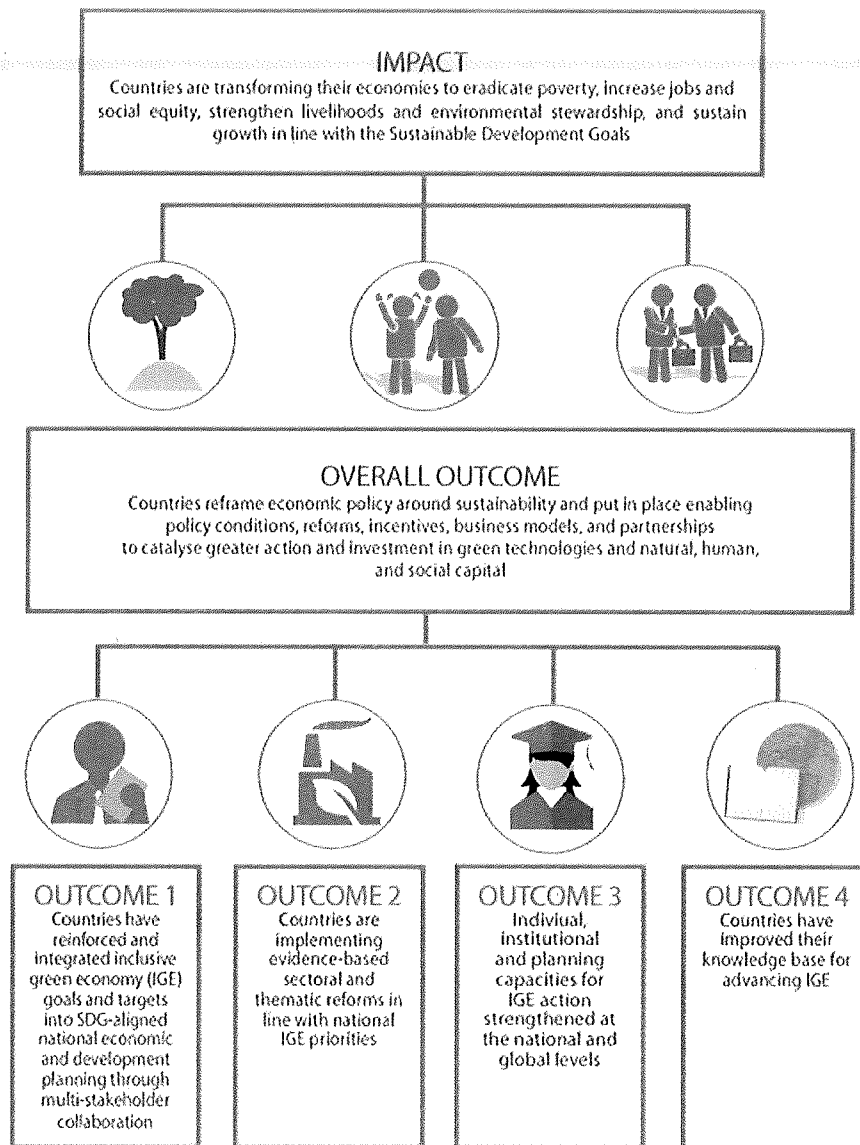 IMPACT
Countries are transforming their economies to eradicate poverty, increase jobs and
social equity, strengthen livelihoods and environmental stewardship, and sustain
growth in line with the Sustainable Development Goals
OVERALL OUTCOME
Countries reframe economic policy around sustainability and put in place enabling
policy conditions, reforms, incentives, business models, and partnerships
to catalyse greater action and investment in green technologies and natural, human,
and social capital
OUTCOME 1
Countries have
reinforced and
integrated inclusive
green economy (IGE)
goals and targets
into SDG-aligned
national economic
and development
planning through
multi-stakeholder
collaboration
OUTCOME 2
Countries are
implementing
evidence-based
sectoral and
thematic reforms in
line with national
IGE priorities
OUTCOME 3
Indiviual,
institutional
and planning
capacities for
IGE action
strengthened at
the national and
global levels
OUTCOME 4
Countries have
improved their
knowledge base for
advancing IGE